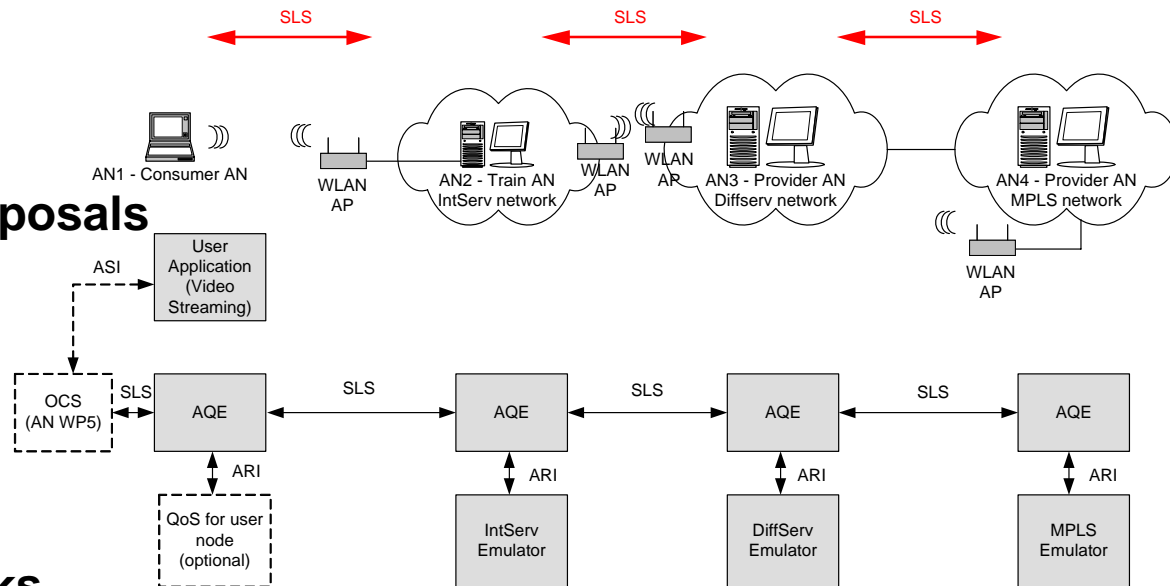 SLS SLS SLS
AN1 - Consumer AN
WLAN
AP
AN2 - Train AN
IntServ network
WLAN
AP
WLAN
AP
AN3 - Provider AN
Diffserv network
AN4 - Provider AN
MPLS network
WLAN
AP
posals
ASI
User
Application
(Video
Streaming)
OCS
(AN WP5)
SLS
AQE
SLS
AQE
SLS
AQE
SLS
AQE
ARI
ARI
ARI
ARI
QoS for user
node
(optional)
IntServ
Emulator
DiffServ
Emulator
MPLS
Emulator